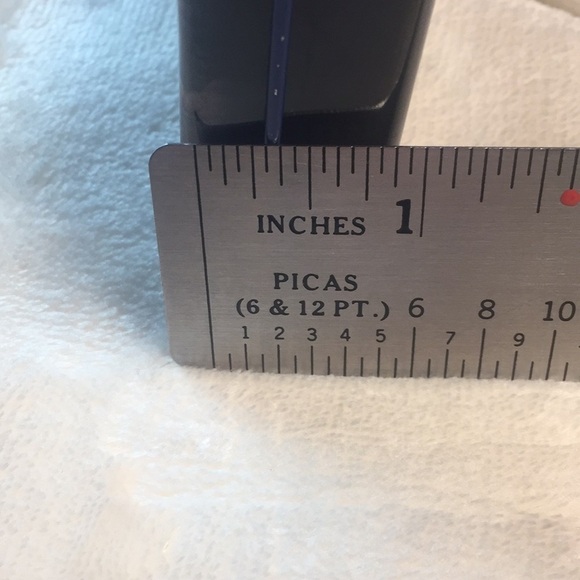 INCHES 1
PICAS
(6 & 12 PT.) 6 8 10
1 2 3 4 5 7 9